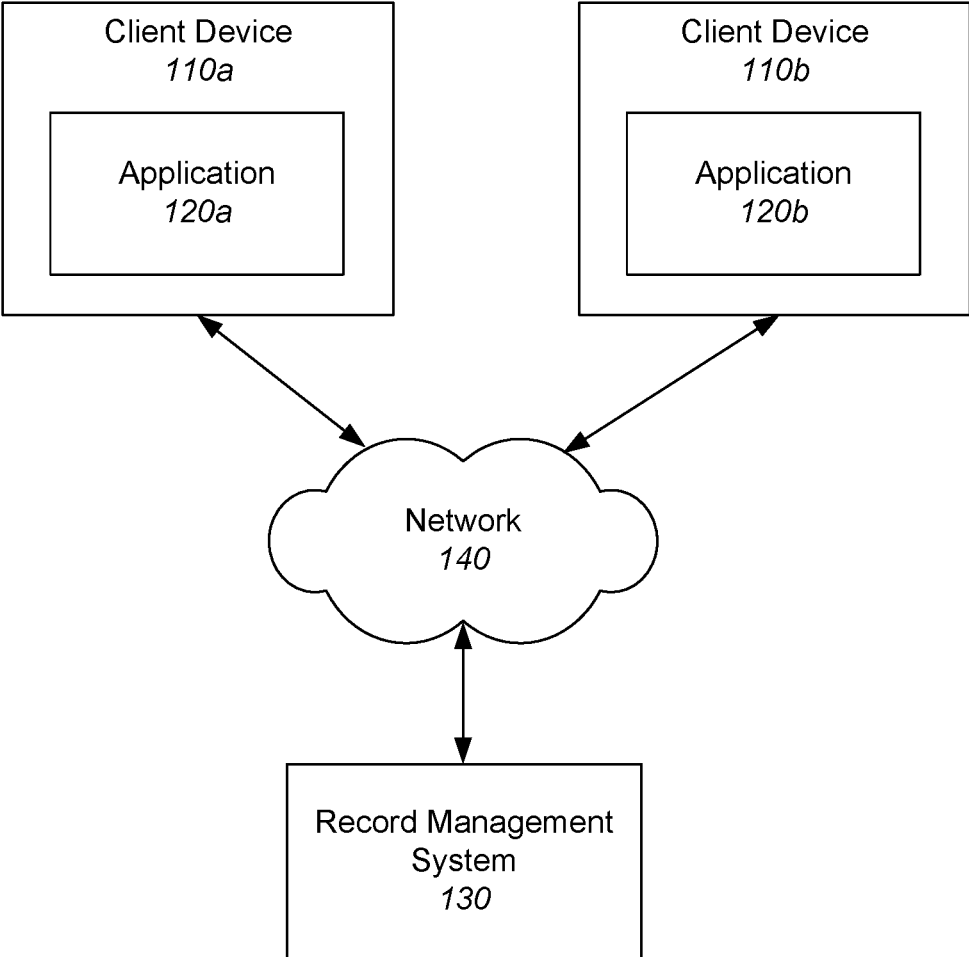 Client Device
110a
Application
120a
Client Device
110b
Application
120b
Network
140
Record Management
System
130